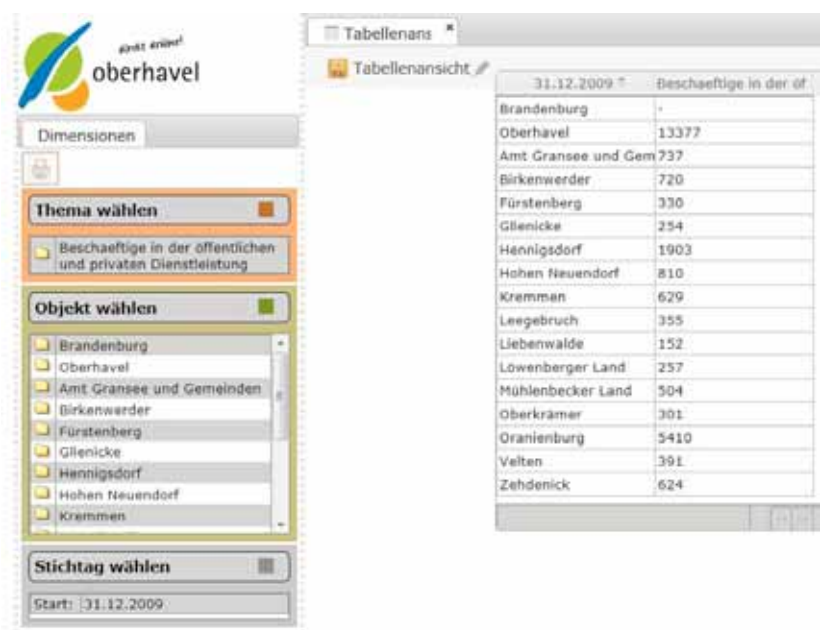 direkt drüber!
oberhavel
Dimensionen
Thema wählen
Beschaeftige in der öffentlichen
und privaten Dienstleistung
Objekt wählen
Brandenburg
Oberhavel
Amt Gransee und Gemeinden
Birkenwerder
Fürstenberg
Glienicke
Hennigsdorf
Hohen Neuendorf
Kremmen
Stichtag wählen
Start: 31.12.2009
Tabellenans
Tabellenansicht
31.12.2009 Beschaeftige in der öf
Brandenburg -
Oberhavel 13377
Amt Gransee und Gem 737
Birkenwerder 720
Fürstenberg 330
Glienicke 254
Hennigsdorf 1903
Hohen Neuendorf 810
Kremmen 629
Leegebruch 355
Liebenwalde 152
Löwenberger Land 257
Mühlenbecker Land 504
Oberkrämer 301
Oranienburg 5410
Velten 391
Zehdenick 624